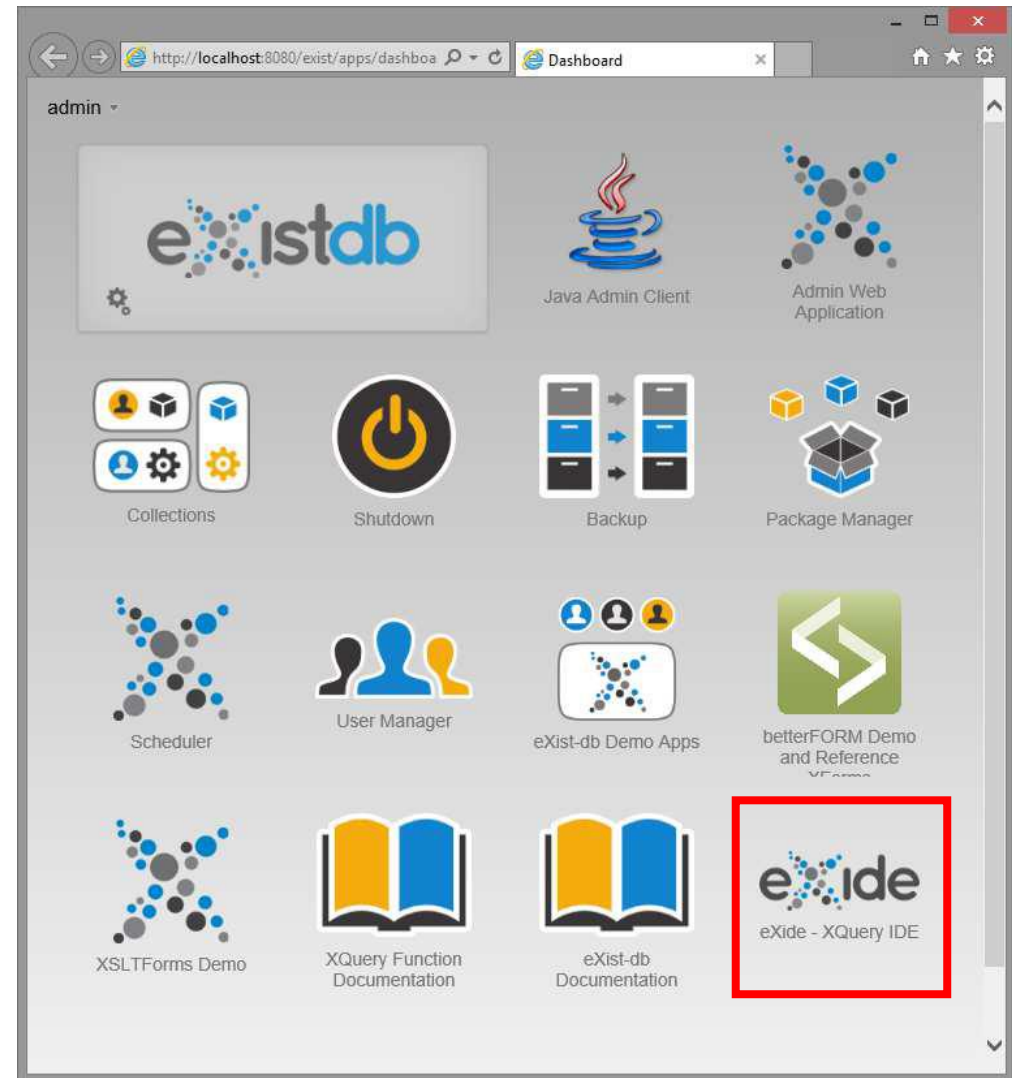 http://localhost:8080/exist/apps/dashboa
Dashboard
admin
eXistdb
Java Admin Client
Admin Web
Application
Collections
Shutdown
Backup
Package Manager
Scheduler
User Manager
eXist-db Demo Apps
betterFORM Demo
and Reference
XForms
eXide
XSLTForms Demo
XQuery Function
Documentation
eXist-db
Documentation
eXide - XQuery IDE